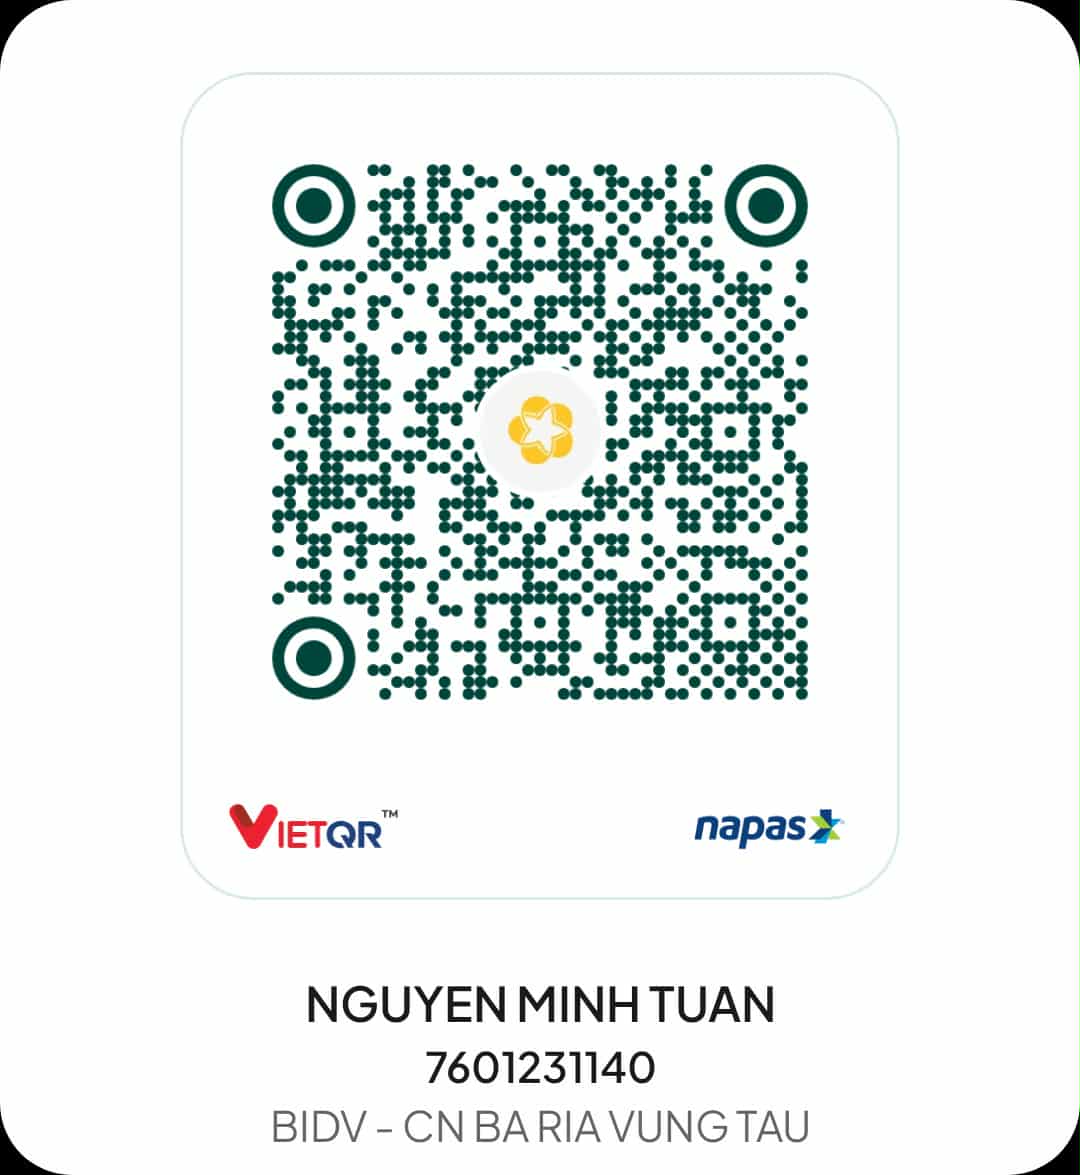 VIETQR™
napas
NGUYEN MINH TUAN
7601231140
BIDV - CN BA RIA VUNG TAU